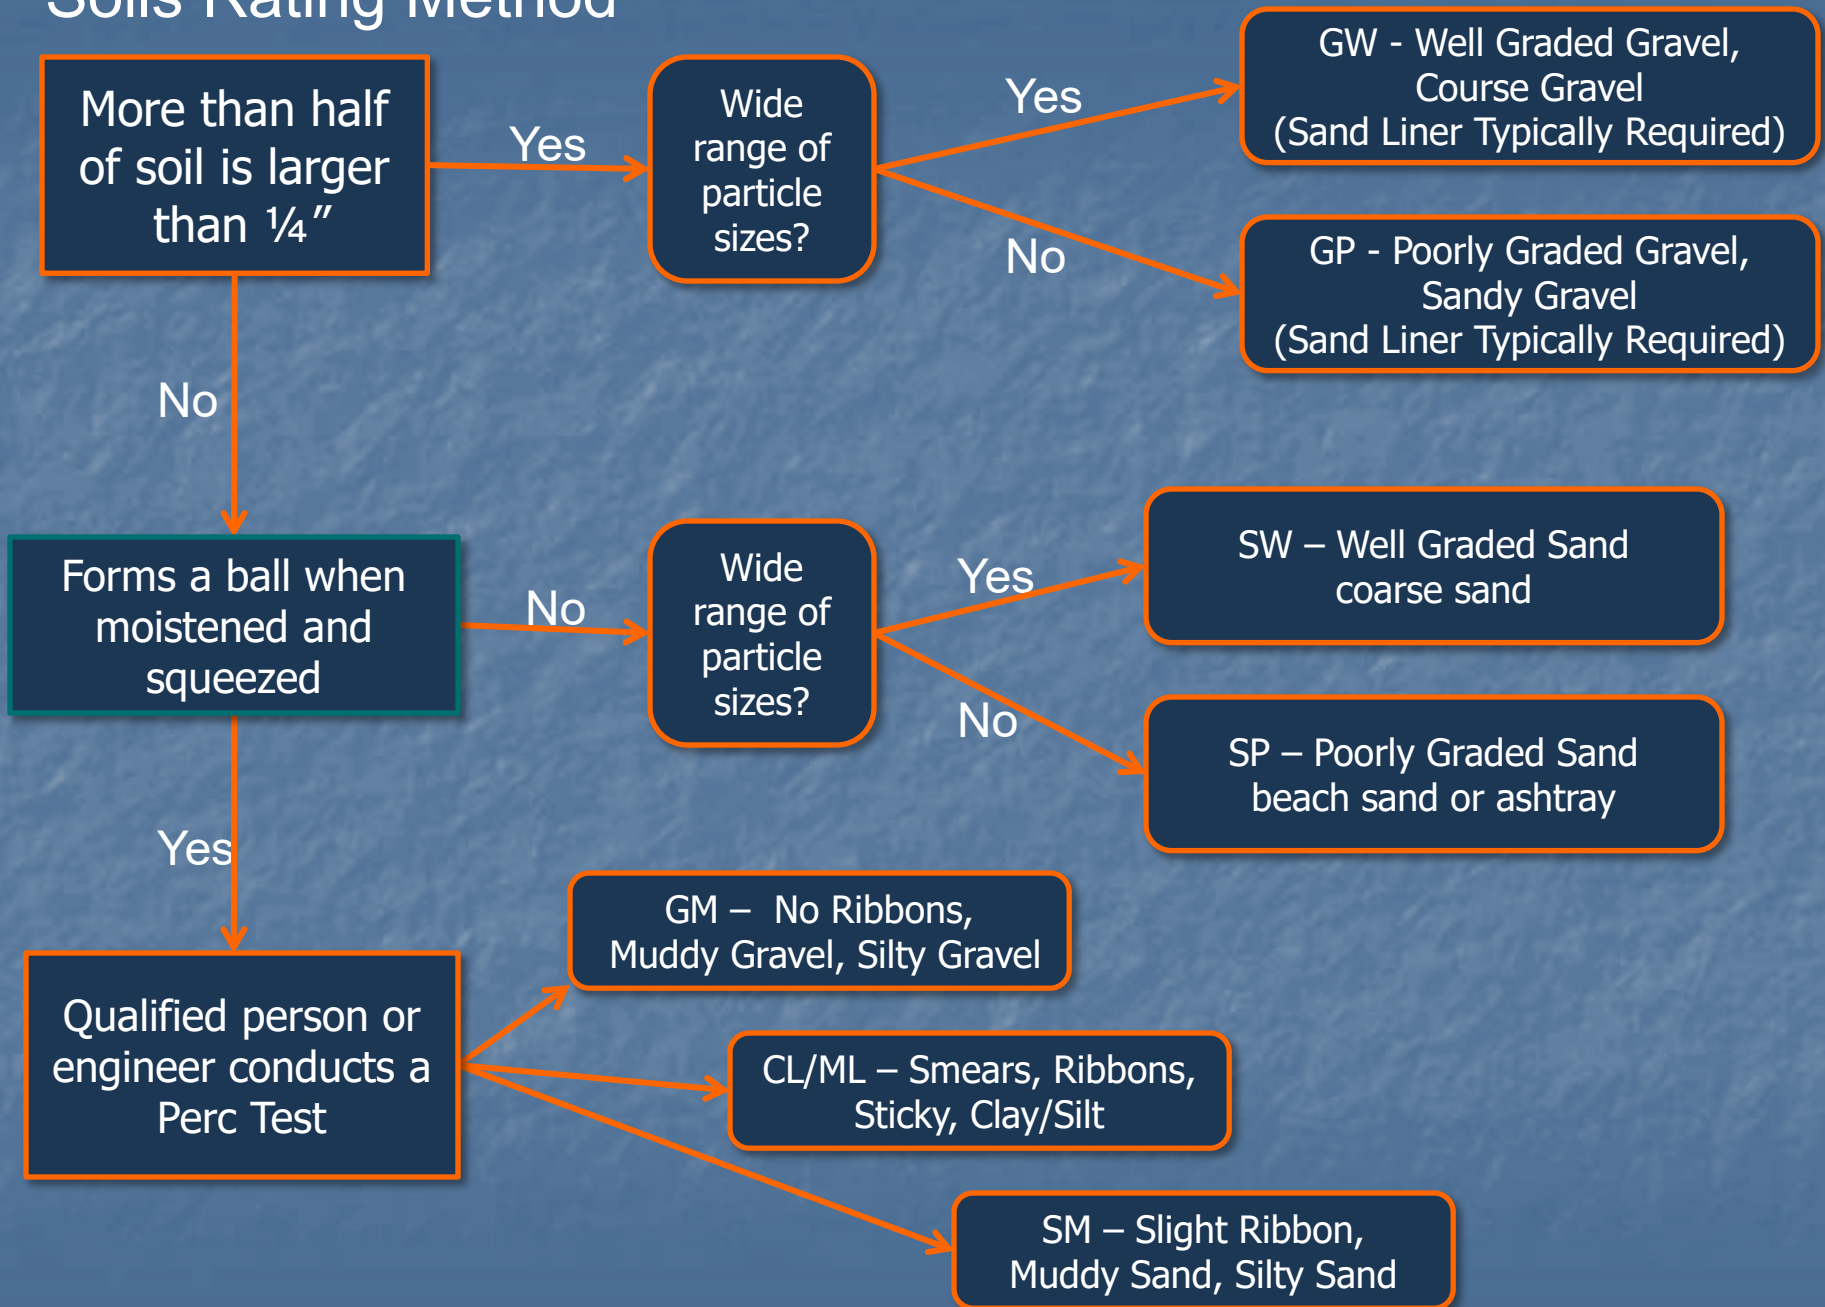 Soils Rating Method
More than half
of soil is larger
than ¼”
Yes
Wide
range of
particle
sizes?
Yes
GW - Well Graded Gravel,
Course Gravel
(Sand Liner Typically Required)
No
GP - Poorly Graded Gravel,
Sandy Gravel
(Sand Liner Typically Required)
No
Forms a ball when
moistened and
squeezed
No
Wide
range of
particle
sizes?
Yes
SW – Well Graded Sand
coarse sand
No
SP – Poorly Graded Sand
beach sand or ashtray
Yes
Qualified person or
engineer conducts a
Perc Test
GM – No Ribbons,
Muddy Gravel, Silty Gravel
CL/ML – Smears, Ribbons,
Sticky, Clay/Silt
SM – Slight Ribbon,
Muddy Sand, Silty Sand